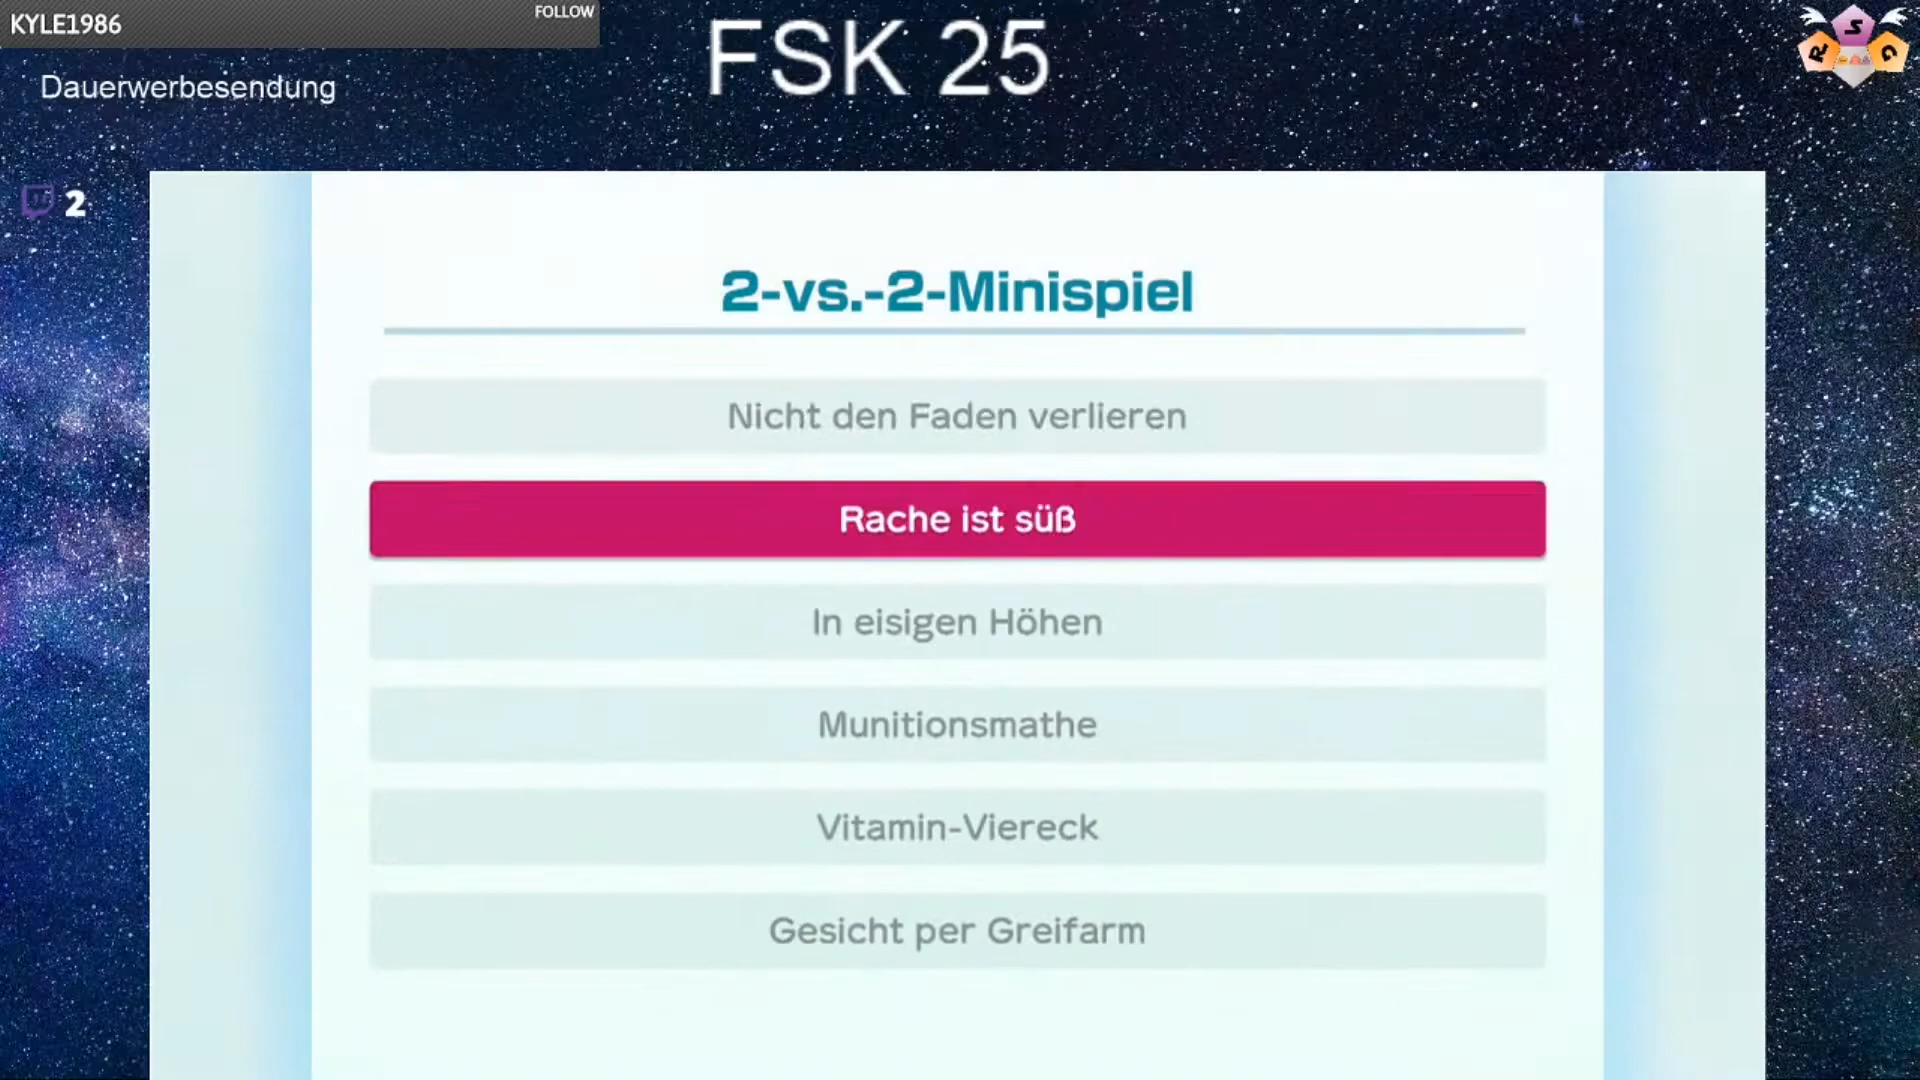 KYLE1986
FOLLOW
FSK 25
Dauerwerbesendung
R S G
2
2-vs.-2-Minispiel
Nicht den Faden verlieren
Rache ist süß
In eisigen Höhen
Munitionsmathe
Vitamin-Viereck
Gesicht per Greifarm